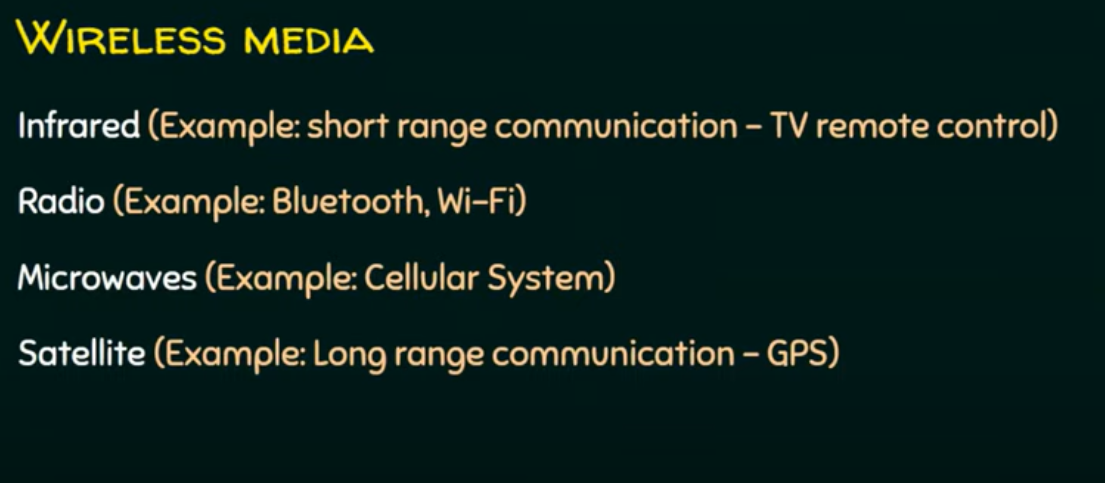 WIRELESS MEDIA
Infrared (Example: short range communication – TV remote control)
Radio (Example: Bluetooth, Wi-Fi)
Microwaves (Example: Cellular System)
Satellite (Example: Long range communication – GPS)